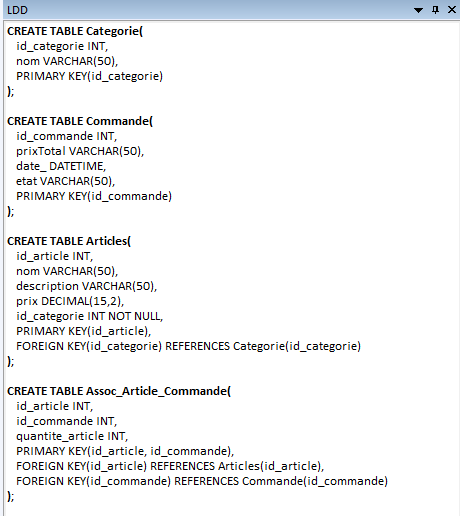 LDD
CREATE TABLE Categorie(
id_categorie INT,
nom VARCHAR(50),
PRIMARY KEY(id_categorie)
);
CREATE TABLE Commande(
id_commande INT,
prixTotal VARCHAR(50),
date_ DATETIME,
etat VARCHAR(50),
PRIMARY KEY(id_commande)
);
CREATE TABLE Articles(
id_article INT,
nom VARCHAR(50),
description VARCHAR(50),
prix DECIMAL(15,2),
id_categorie INT NOT NULL,
PRIMARY KEY(id_article),
FOREIGN KEY(id_categorie) REFERENCES Categorie(id_categorie)
);
CREATE TABLE Assoc_Article_Commande(
id_article INT,
id_commande INT,
quantite_article INT,
PRIMARY KEY(id_article, id_commande),
FOREIGN KEY(id_article) REFERENCES Articles(id_article),
FOREIGN KEY(id_commande) REFERENCES Commande(id_commande)
);